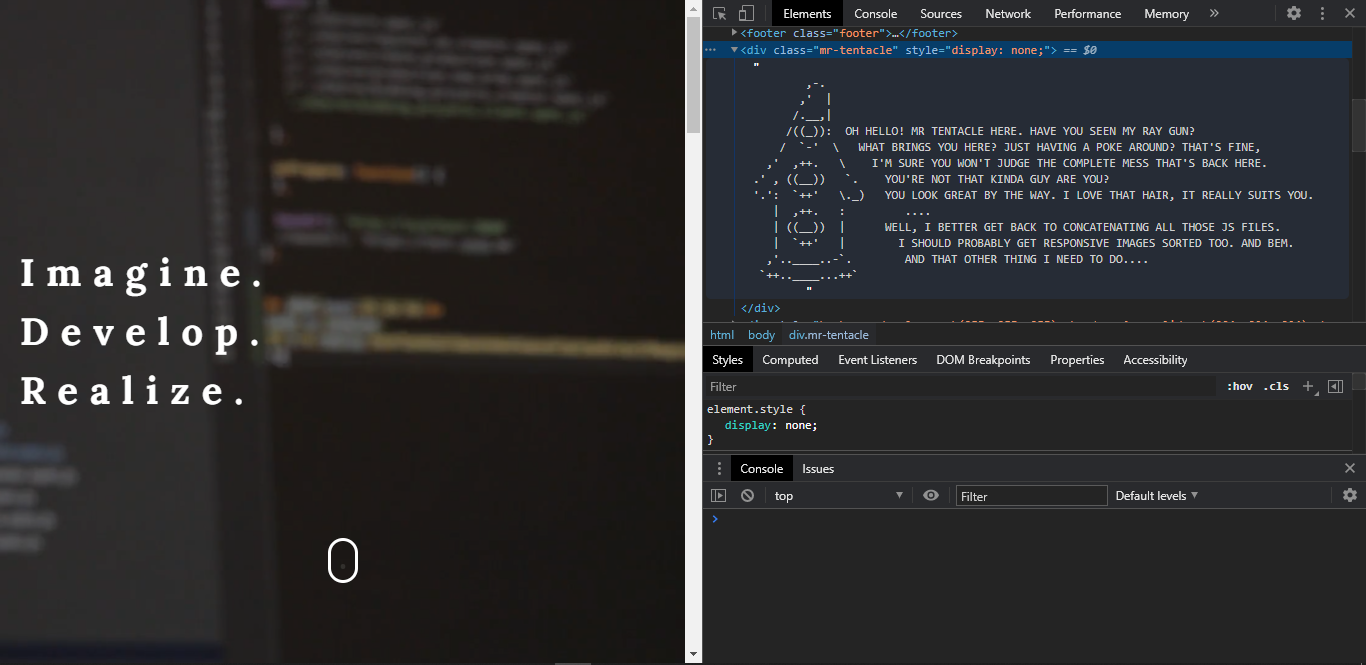 Imagine.
Develop.
Realize.
Elements Console Sources Network Performance Memory »
<footer class="footer">…</footer>
<div class="mr-tentacle" style="display: none;"> == $0
"
,-.
,'  |
/.__,|
/((_)):  OH HELLO! MR TENTACLE HERE. HAVE YOU SEEN MY RAY GUN?
/  `-'  \   WHAT BRINGS YOU HERE? JUST HAVING A POKE AROUND? THAT'S FINE,
,'  ,++.   \    I'M SURE YOU WON'T JUDGE THE COMPLETE MESS THAT'S BACK HERE.
.' , ((__))   `.    YOU'RE NOT THAT KINDA GUY ARE YOU?
'.':  `++'   \._)   YOU LOOK GREAT BY THE WAY. I LOVE THAT HAIR, IT REALLY SUITS YOU.
|  ,++.   :         ....
| ((__))  |      WELL, I BETTER GET BACK TO CONCATENATING ALL THOSE JS FILES.
|  `++'   |        I SHOULD PROBABLY GET RESPONSIVE IMAGES SORTED TOO. AND BEM.
,'..____..-`.        AND THAT OTHER THING I NEED TO DO....
`++..____...++`
"
</div>
html body div.mr-tentacle
Styles Computed Event Listeners DOM Breakpoints Properties Accessibility
Filter :hov .cls +
element.style {
display: none;
}
Console Issues
top Filter Default levels